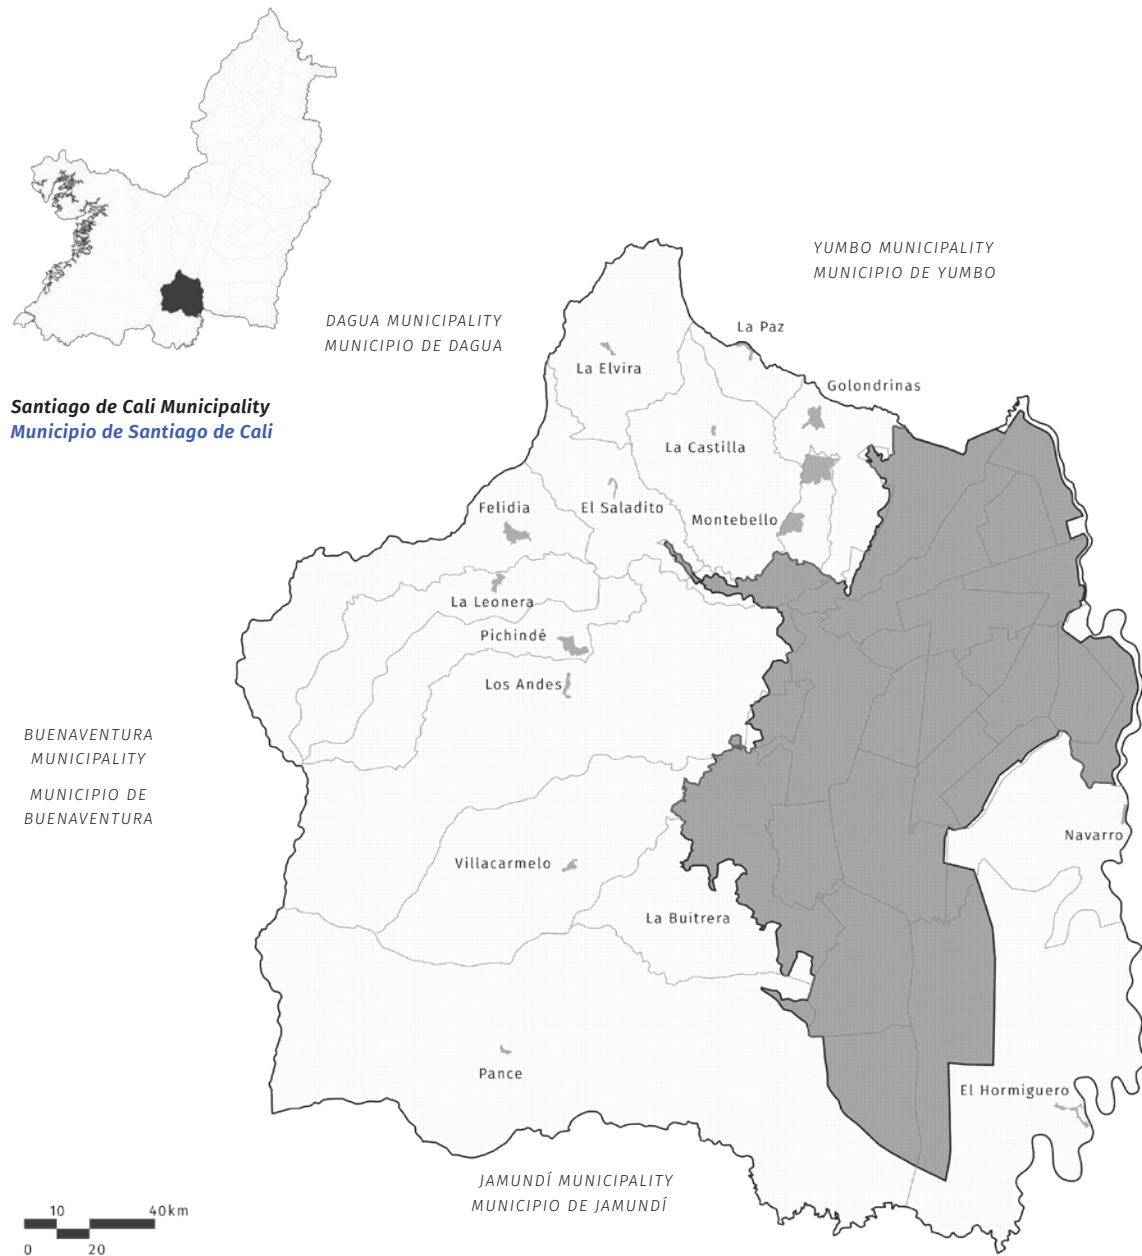 YUMBO MUNICIPALITY
MUNICIPIO DE YUMBO
DAGUA MUNICIPALITY
MUNICIPIO DE DAGUA
Santiago de Cali Municipality
Municipio de Santiago de Cali
La Paz
La Elvira
Golondrinas
La Castilla
Felidia
El Saladito
Montebello
La Leonera
Pichindé
Los Andes
BUENAVENTURA
MUNICIPALITY
MUNICIPIO DE
BUENAVENTURA
Navarro
Villacarmelo
La Buitrera
Pance
El Hormiguero
JAMUNDÍ MUNICIPALITY
MUNICIPIO DE JAMUNDÍ
10 40km
0 20